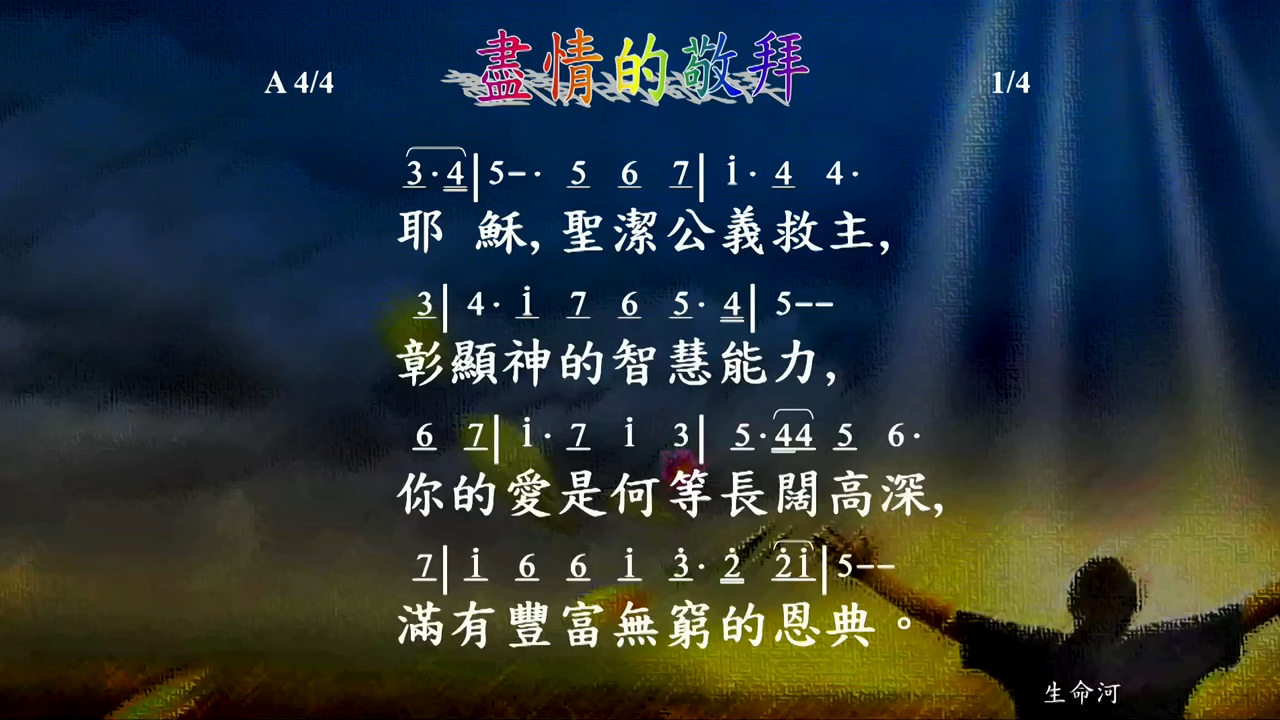 盡情的敬拜
A 4/4
1/4
3·4|5-· 5 6 7| i· 4 4·
耶 穌, 聖潔公義救主,
3| 4· i 7 6 5· 4| 5--
彰顯神的智慧能力,
6 7| i· 7 i 3| 5·44 5 6·
你的愛是何等長闊高深,
7| i 6 6 i 3̇· 2̇ 2̇i|5--
滿有豐富無窮的恩典。
生命河